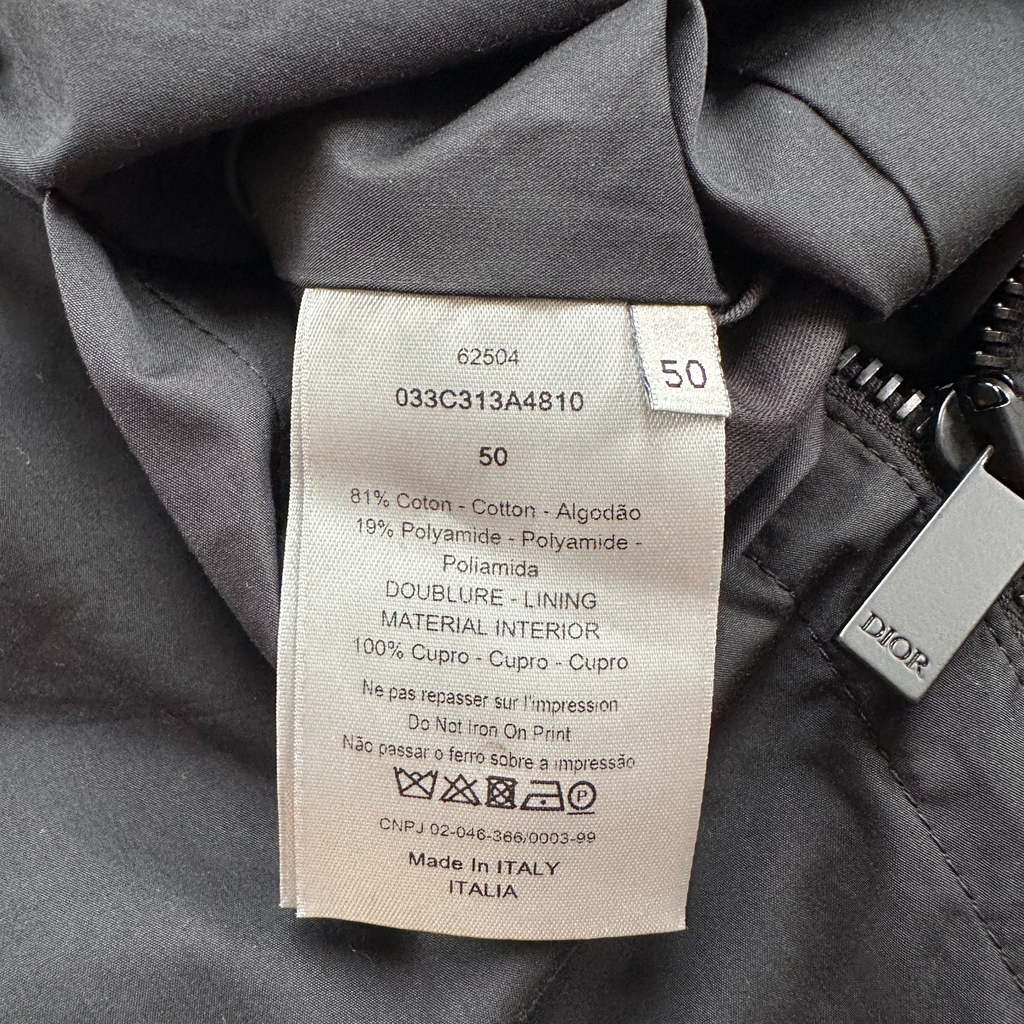 62504
033C313A4810
50
50
81% Coton - Cotton - Algodão
19% Polyamide - Polyamide -
Poliamida
DOUBLURE - LINING
MATERIAL INTERIOR
100% Cupro - Cupro - Cupro
Ne pas repasser sur l'impression
Do Not Iron On Print
Não passar o ferro sobre a impressão
P
CNPJ 02-046-366/0003-99
Made In ITALY
ITALIA
DIOR